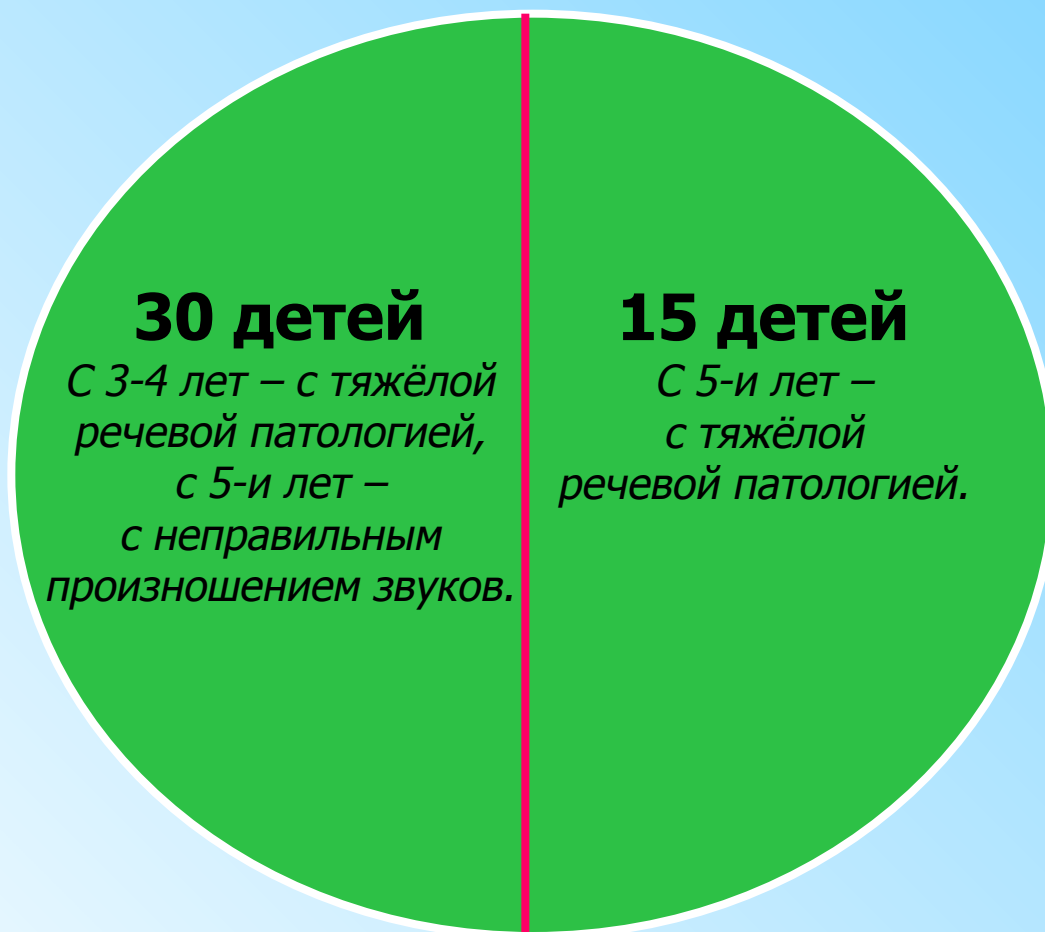 30 детей
С 3-4 лет – с тяжёлой
речевой патологией,
с 5-и лет –
с неправильным
произношением звуков.
15 детей
С 5-и лет –
с тяжёлой
речевой патологией.